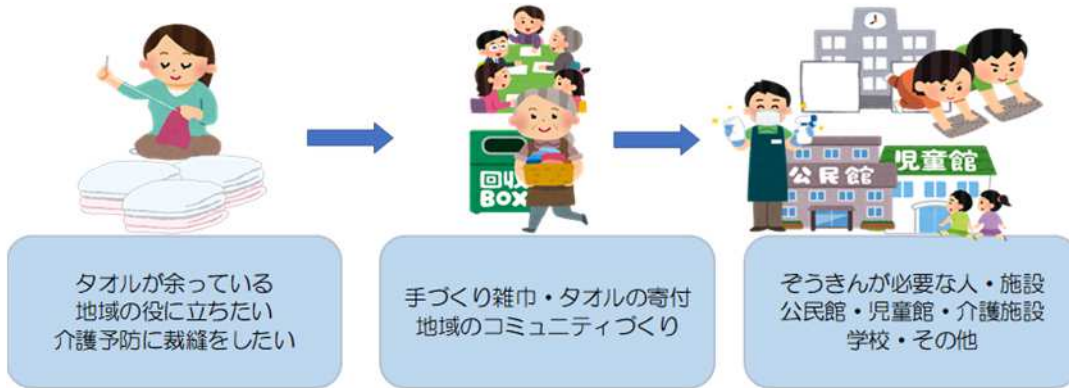 回収
BOX
公民館
児童館
タオルが余っている
地域の役に立ちたい
介護予防に裁縫をしたい
手づくり雑巾・タオルの寄付
地域のコミュニティづくり
ぞうきんが必要な人・施設
公民館・児童館・介護施設
学校・その他